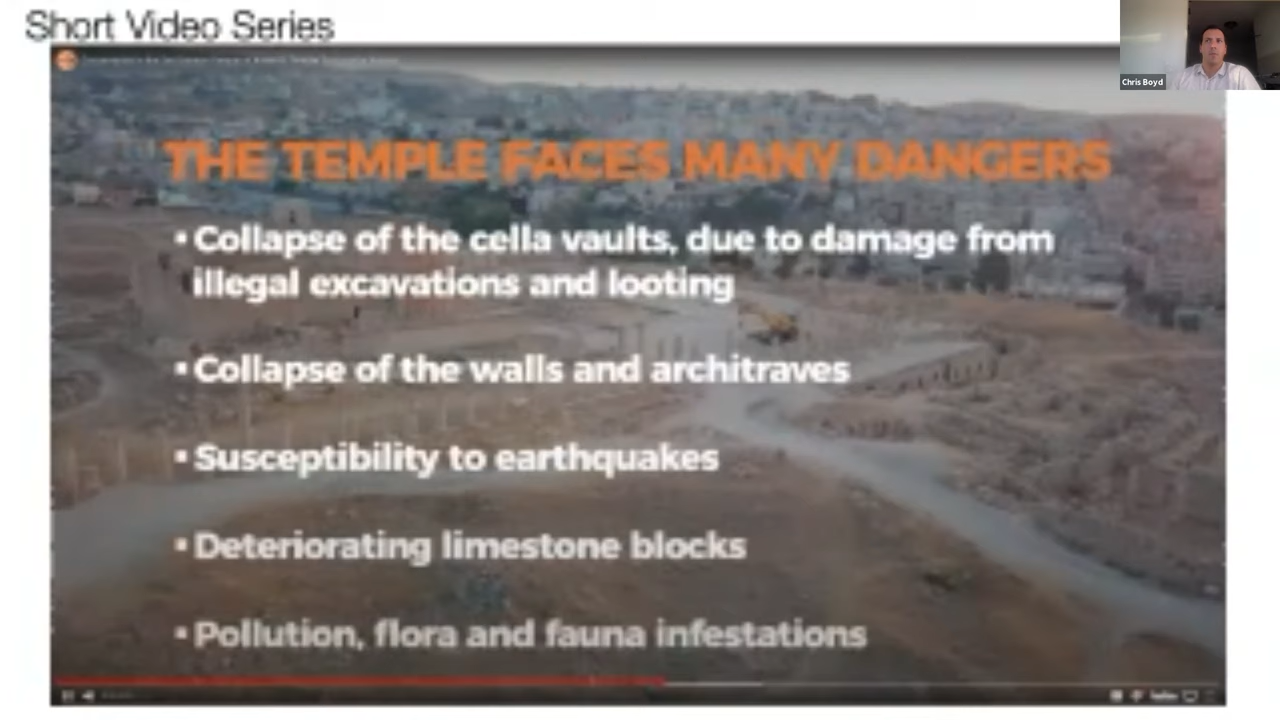 Short Video Series
Chris Boyd
THE TEMPLE FACES MANY DANGERS
▪ Collapse of the cella vaults, due to damage from
illegal excavations and looting
▪ Collapse of the walls and architraves
▪ Susceptibility to earthquakes
▪ Deteriorating limestone blocks
▪ Pollution, flora and fauna infestations